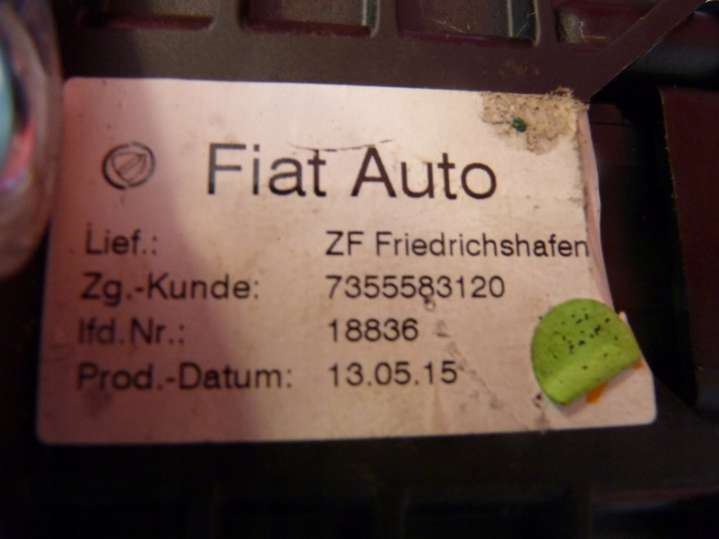 Fiat Auto
Lief.: ZF Friedrichshafen
Zg.-Kunde: 7355583120
lfd.Nr.: 18836
Prod.-Datum: 13.05.15